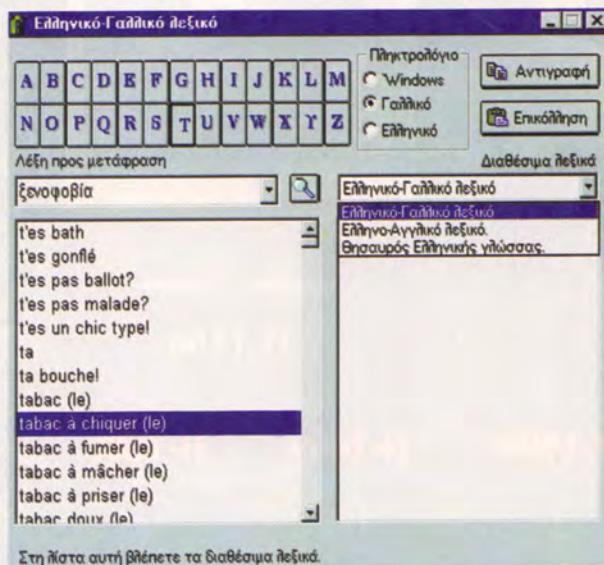 Ελληνικό-Γαλλικό λεξικό
A B C D E F G H I J K L M
N O P Q R S T U V W X Y Z
Πληκτρολόγιο
Windows
Γαλλικό
Ελληνικό
Αντιγραφή
Επικόλληση
Λέξη προς μετάφραση
Διαθέσιμα λεξικά
ξενοφοβία
Ελληνικό-Γαλλικό λεξικό
Ελληνικό-Γαλλικό λεξικό
Ελληνο-Αγγλικό λεξικό.
Θησαυρός Ελληνικής γλώσσας.
t'es bath
t'es gonflé
t'es pas ballot?
t'es pas malade?
t'es un chic type!
ta
ta bouche!
tabac (le)
tabac à chiquer (le)
tabac à fumer (le)
tabac à mâcher (le)
tabac à priser (le)
tabac doux (le)
Στη λίστα αυτή βλέπετε τα διαθέσιμα λεξικά.